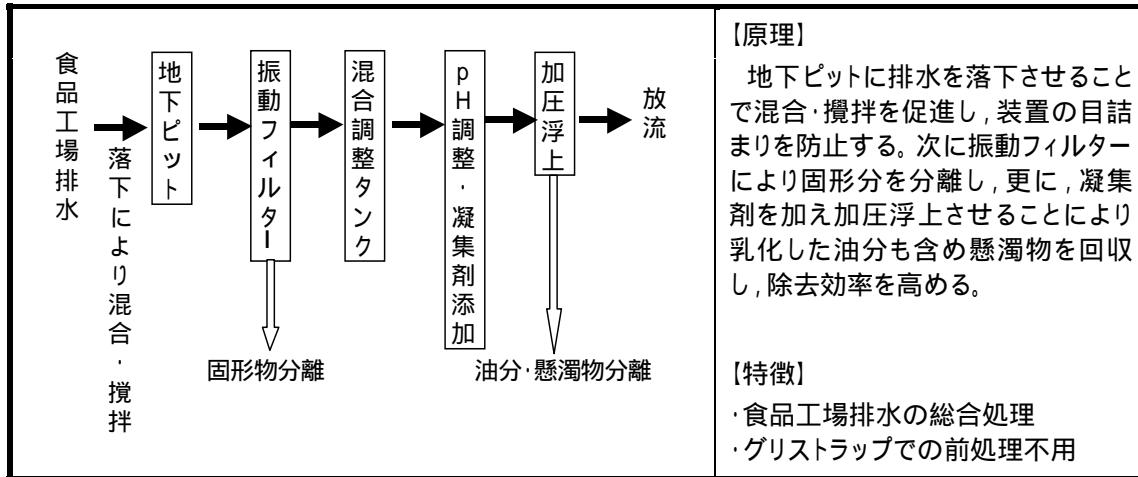 食品工場排水
落下により混合・攪拌
地下ピット
振動フィルター
混合調整タンク
pH調整・凝集剤添加
加圧浮上
放流
固形物分離
油分・懸濁物分離
【原理】
地下ピットに排水を落下させること
で混合・攪拌を促進し，装置の目詰
まりを防止する。次に振動フィルター
により固形分を分離し，更に，凝集
剤を加え加圧浮上させることにより
乳化した油分も含め懸濁物を回収
し，除去効率を高める。
【特徴】
・食品工場排水の総合処理
・グリストラップでの前処理不用